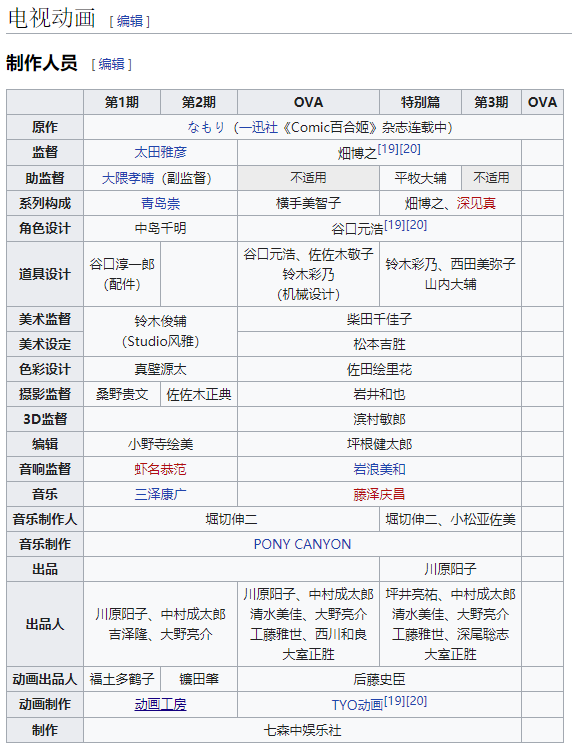 电视动画 [编辑]
制作人员 [编辑]
第1期 第2期 OVA 特别篇 第3期 OVA
原作 なもり（一迅社《Comic百合姬》杂志连载中）
监督 太田雅彦 畑博之[19][20]
助监督 大隈孝晴（副监督） 不适用 平牧大辅 不适用
系列构成 青岛崇 横手美智子 畑博之、深见真
角色设计 中岛千明 谷口元浩[19][20]
道具设计 谷口淳一郎
（配件） 谷口元浩、佐佐木敬子
铃木彩乃
（机械设计） 铃木彩乃、西田美弥子
山内大辅
美术监督 铃木俊辅
（Studio风雅） 柴田千佳子
美术设定 松本吉胜
色彩设计 真壁源太 佐田绘里花
摄影监督 桑野贵文 佐佐木正典 岩井和也
3D监督 滨村敏郎
编辑 小野寺绘美 坪根健太郎
音响监督 虾名恭范 岩浪美和
音乐 三泽康广 藤泽庆昌
音乐制作人 堀切伸二 堀切伸二、小松亚佐美
音乐制作 PONY CANYON
出品 川原阳子
出品人 川原阳子、中村成太郎
吉泽隆、大野亮介 川原阳子、中村成太郎
清水美佳、大野亮介
工藤雅世、西川和良
大室正胜 坪井亮祐、中村成太郎
清水美佳、大野亮介
工藤雅世、深尾聪志
大室正胜
动画出品人 福土多鹤子 镰田肇 后藤史臣
动画制作 动画工房 TYO动画[19][20]
制作 七森中娱乐社